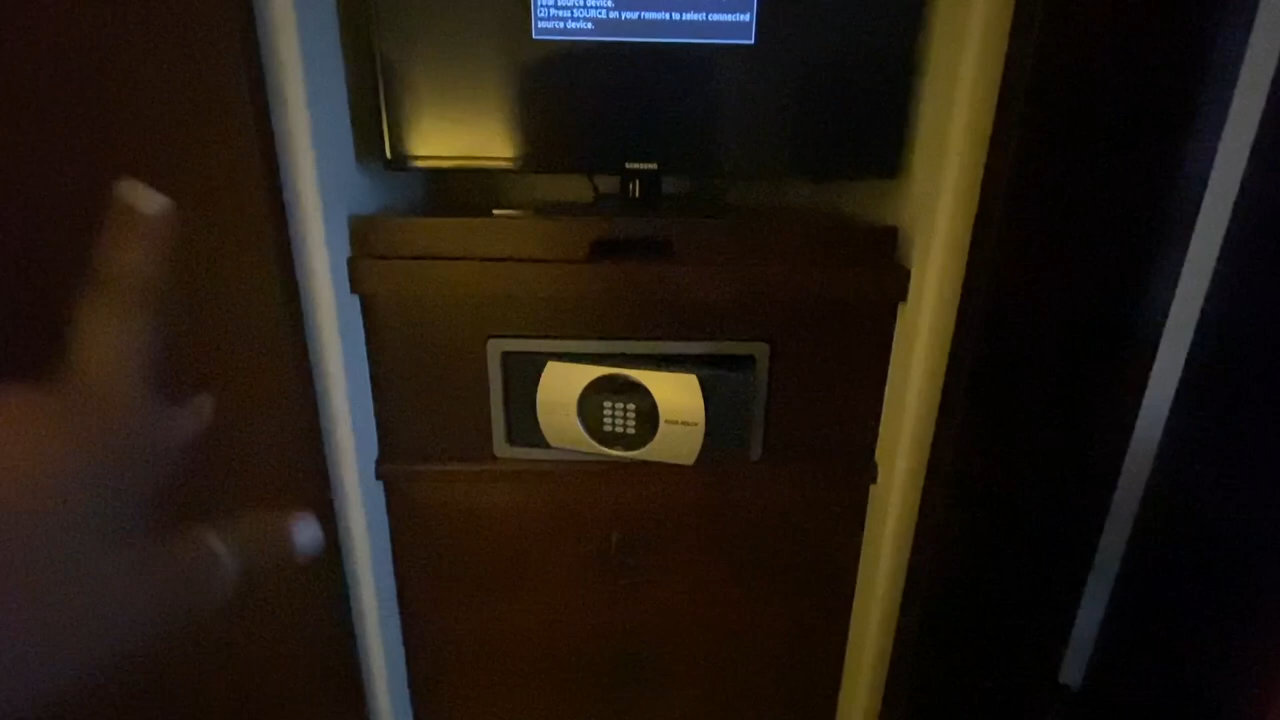 your source device.
(2) Press SOURCE on your remote to select connected
source device.
SAMSUNG